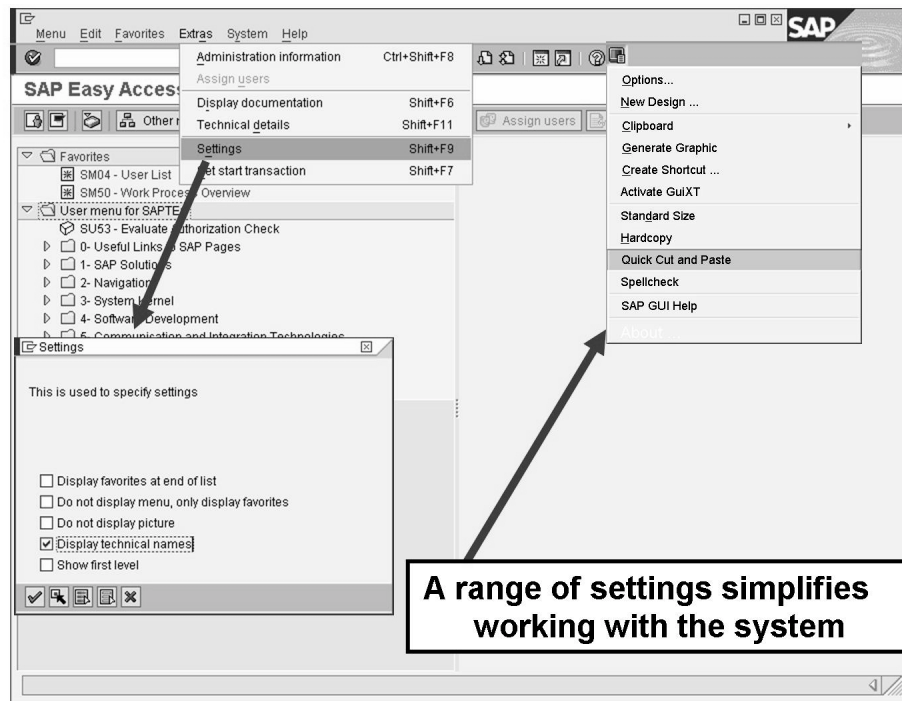 Menu Edit Favorites Extras System Help
SAP
Administration information Ctrl+Shift+F8
Assign users
Display documentation Shift+F6
Technical details Shift+F11
Settings Shift+F9
Set start transaction Shift+F7
SAP Easy Access
Other
Assign users
Favorites
SM04 - User List
SM50 - Work Process Overview
User menu for
SU53 - Evaluate Authorization Check
0- Useful Links SAP Pages
1- SAP Solutions
2- Navigation
3- System Kernel
4- Software Development
5- Communication and Integration Technologies
Options...
New Design ...
Clipboard
Generate Graphic
Create Shortcut ...
Activate GuiXT
Standard Size
Hardcopy
Quick Cut and Paste
Spellcheck
SAP GUI Help
About...
Settings
This is used to specify settings
Display favorites at end of list
Do not display menu, only display favorites
Do not display picture
Display technical names
Show first level
A range of settings simplifies
working with the system